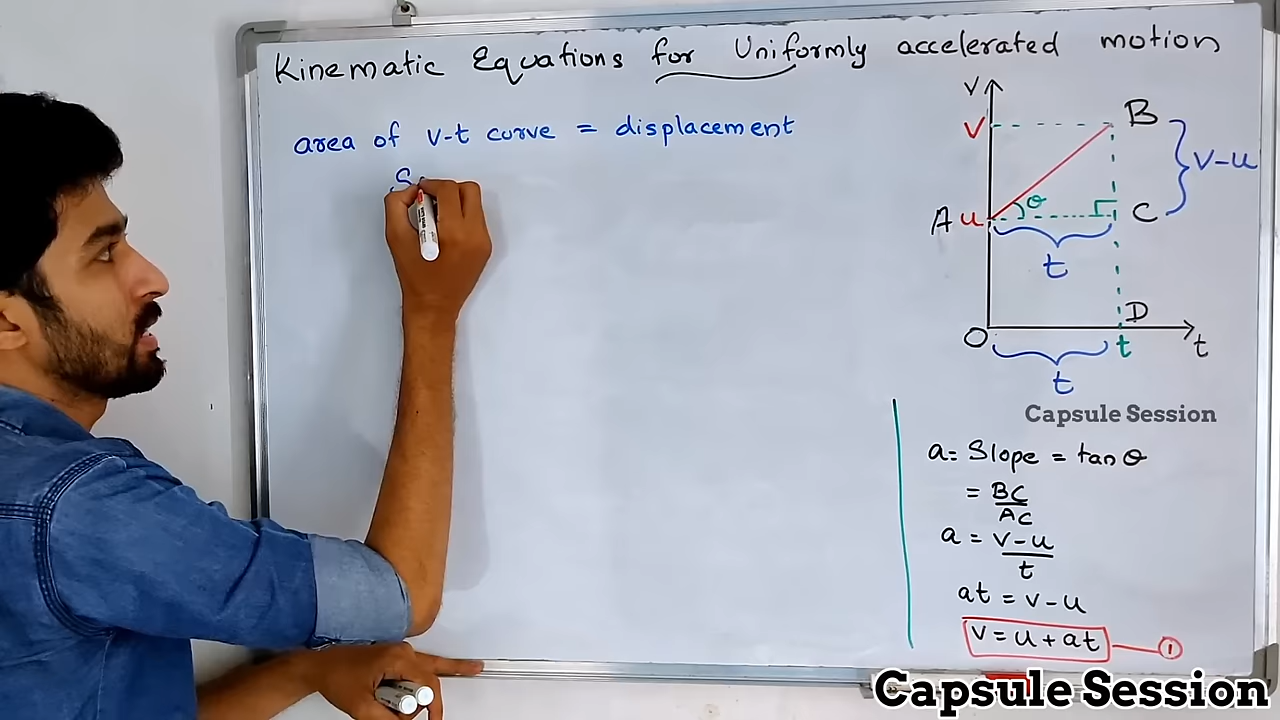 Kinematic Equations for Uniformly accelerated motion
area of v-t curve = displacement
S
V
V
B
V-u
A u
θ
C
t
D
O
t
t
t
Capsule Session
a = Slope = tan θ
= BC/AC
a = v-u/t
at = v-u
v = u + at
1
Capsule Session